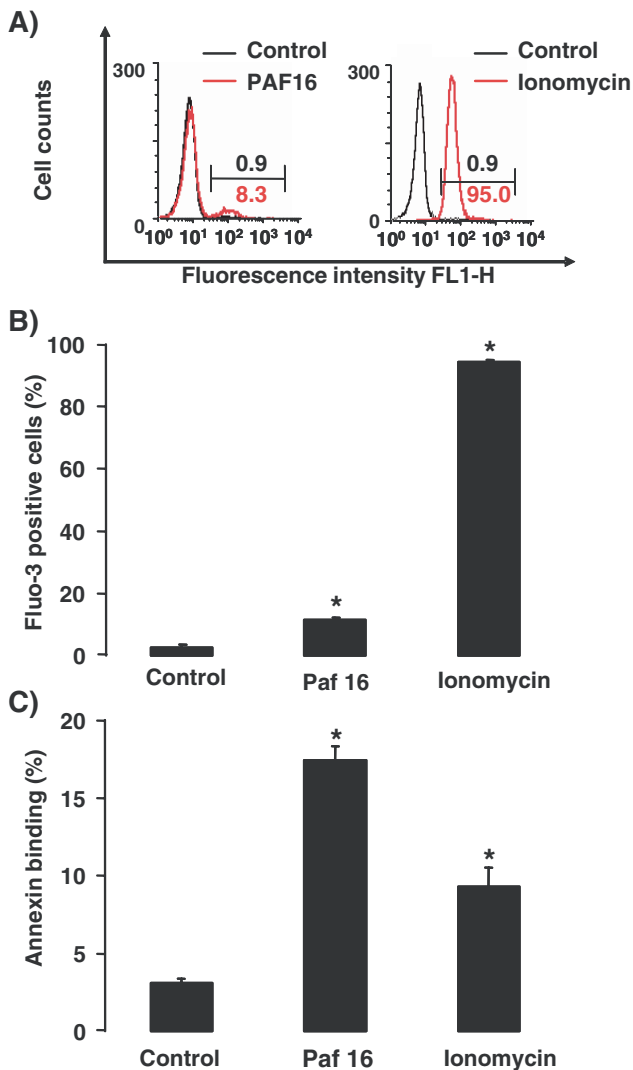 A)
Control
PAF16
Control
Ionomycin
Cell counts
300
0
0.9
8.3
10⁰ 10¹ 10² 10³ 10⁴
300
0
0.9
95.0
10⁰ 10¹ 10² 10³ 10⁴
Fluorescence intensity FL1-H
B)
Fluo-3 positive cells (%)
100
80
60
40
20
0
*
*
Control Paf 16 Ionomycin
C)
Annexin binding (%)
20
15
10
5
0
*
*
Control Paf 16 Ionomycin